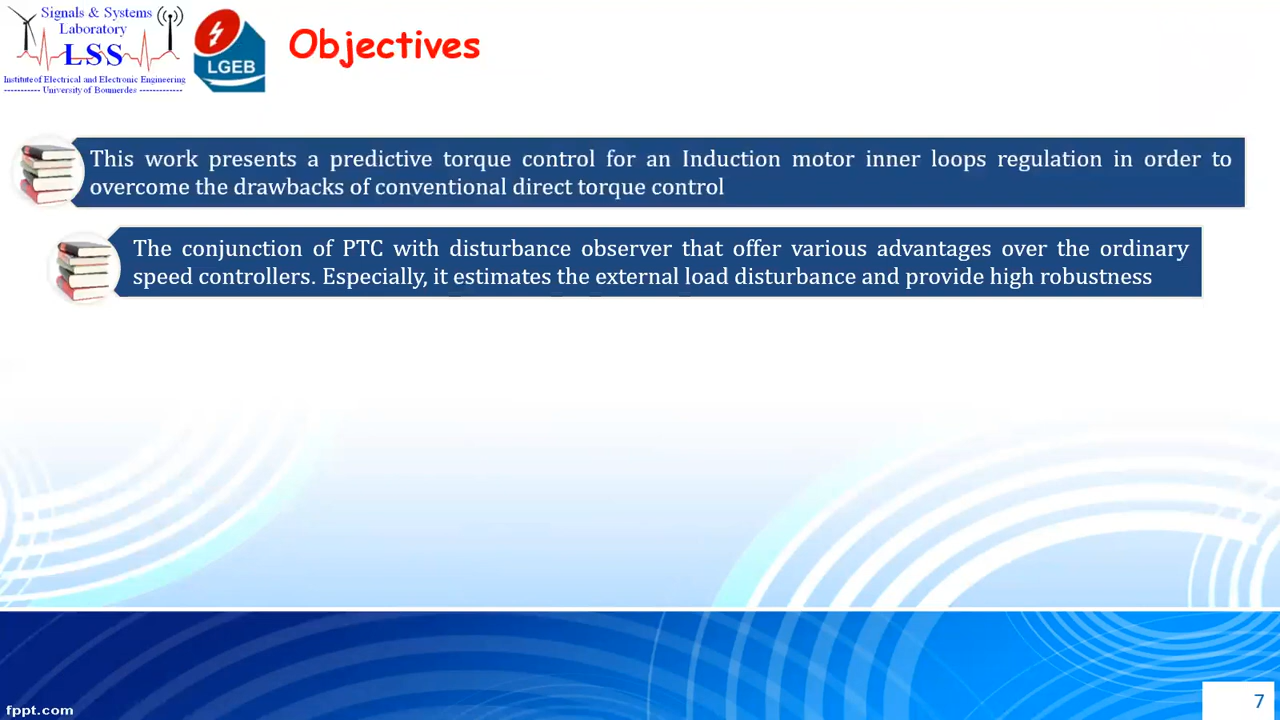 Signals & Systems
Laboratory
LSS
Institute of Electrical and Electronic Engineering
----------- University of Boumerdes -------------
LGEB
Objectives
This work presents a predictive torque control for an Induction motor inner loops regulation in order to
overcome the drawbacks of conventional direct torque control
The conjunction of PTC with disturbance observer that offer various advantages over the ordinary
speed controllers. Especially, it estimates the external load disturbance and provide high robustness
fppt.com
7